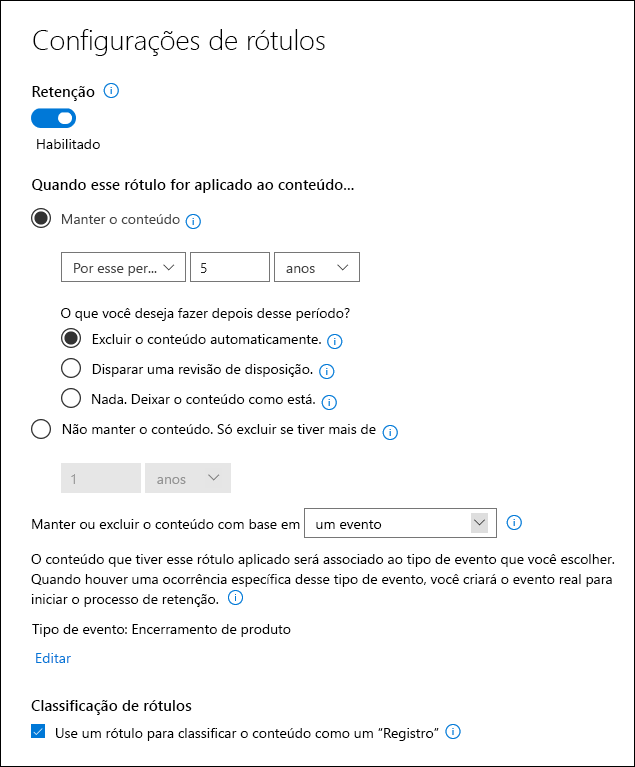 Configurações de rótulos
Retenção
Habilitado
Quando esse rótulo for aplicado ao conteúdo...
Manter o conteúdo
Por esse per... 5 anos
O que você deseja fazer depois desse período?
Excluir o conteúdo automaticamente.
Disparar uma revisão de disposição.
Nada. Deixar o conteúdo como está.
Não manter o conteúdo. Só excluir se tiver mais de
1 anos
Manter ou excluir o conteúdo com base em um evento
O conteúdo que tiver esse rótulo aplicado será associado ao tipo de evento que você escolher.
Quando houver uma ocorrência específica desse tipo de evento, você criará o evento real para
iniciar o processo de retenção.
Tipo de evento: Encerramento de produto
Editar
Classificação de rótulos
Use um rótulo para classificar o conteúdo como um “Registro”